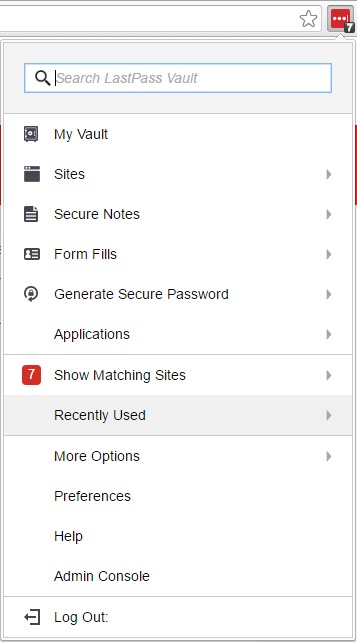 7
Search LastPass Vault
My Vault
Sites
Secure Notes
Form Fills
Generate Secure Password
Applications
7 Show Matching Sites
Recently Used
More Options
Preferences
Help
Admin Console
Log Out: